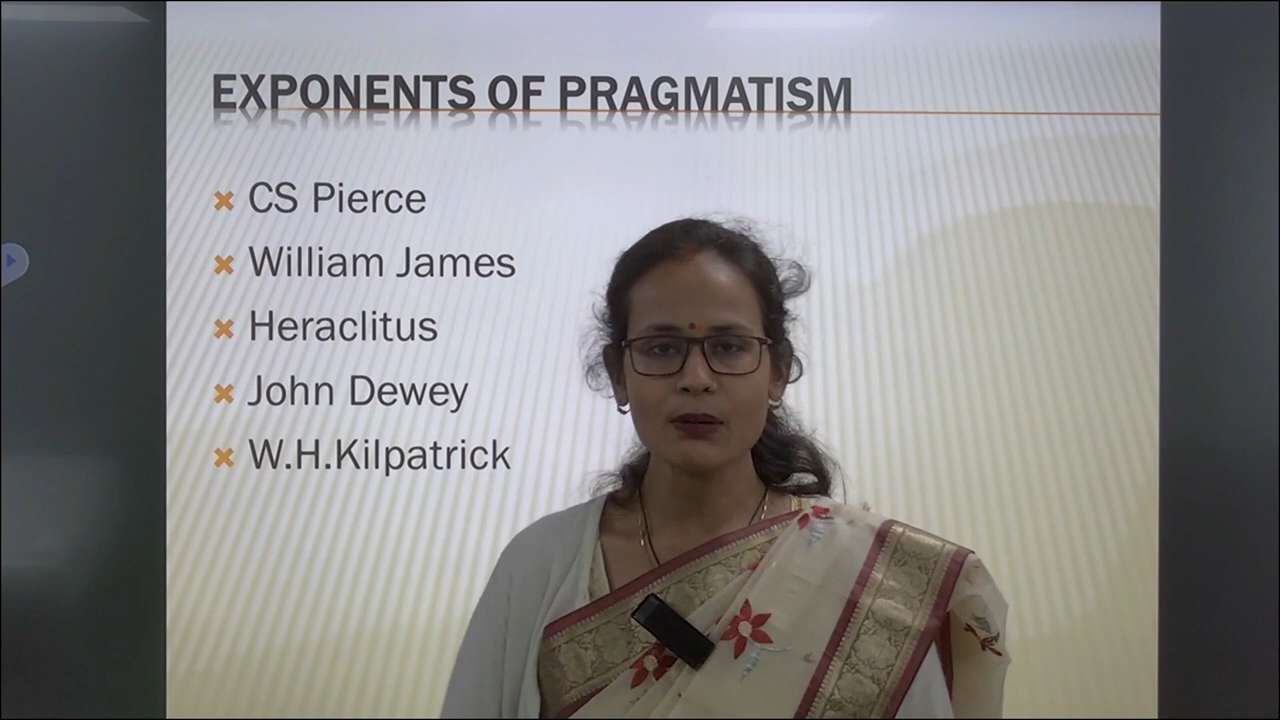 EXPONENTS OF PRAGMATISM
CS Pierce
William James
Heraclitus
John Dewey
W.H.Kilpatrick